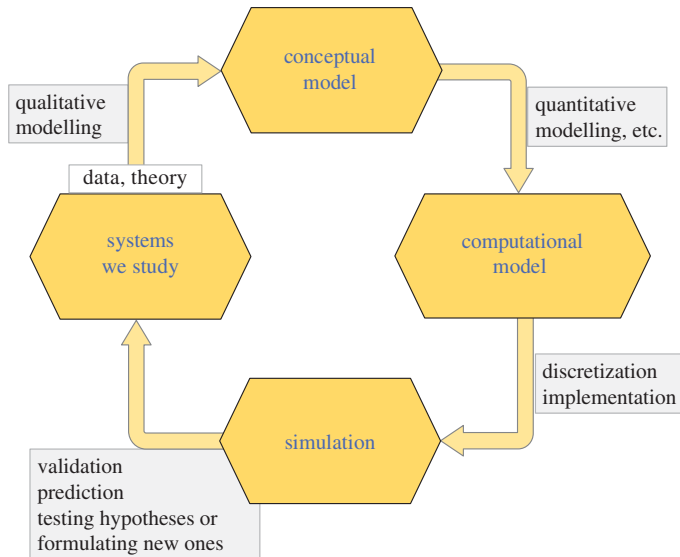 conceptual
model
qualitative
modelling
quantitative
modelling, etc.
data, theory
systems
we study
computational
model
discretization
implementation
simulation
validation
prediction
testing hypotheses or
formulating new ones